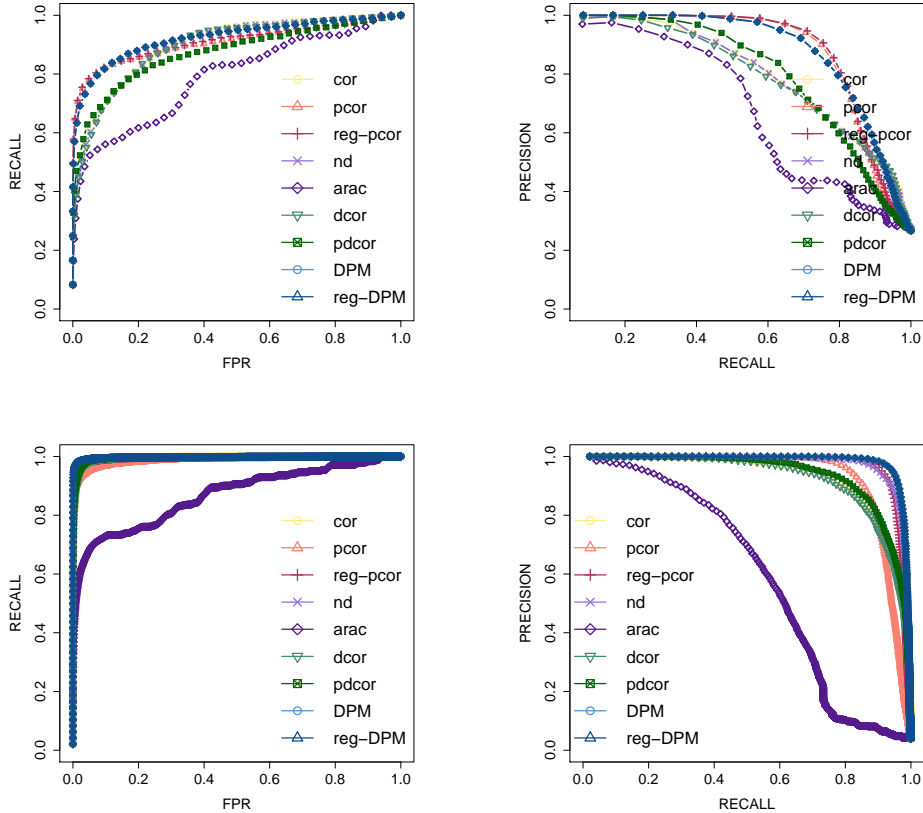 1.0
0.8
0.6
0.4
0.2
0.0
RECALL
0.0 0.2 0.4 0.6 0.8 1.0
FPR
cor
pcor
reg-pcor
nd
arac
dcor
pdcor
DPM
reg-DPM
1.0
0.8
0.6
0.4
0.2
0.0
PRECISION
0.2 0.4 0.6 0.8 1.0
RECALL
cor
pcor
reg-pcor
nd
arac
dcor
pdcor
DPM
reg-DPM
1.0
0.8
0.6
0.4
0.2
0.0
RECALL
0.0 0.2 0.4 0.6 0.8 1.0
FPR
cor
pcor
reg-pcor
nd
arac
dcor
pdcor
DPM
reg-DPM
1.0
0.8
0.6
0.4
0.2
0.0
PRECISION
0.0 0.2 0.4 0.6 0.8 1.0
RECALL
cor
pcor
reg-pcor
nd
arac
dcor
pdcor
DPM
reg-DPM